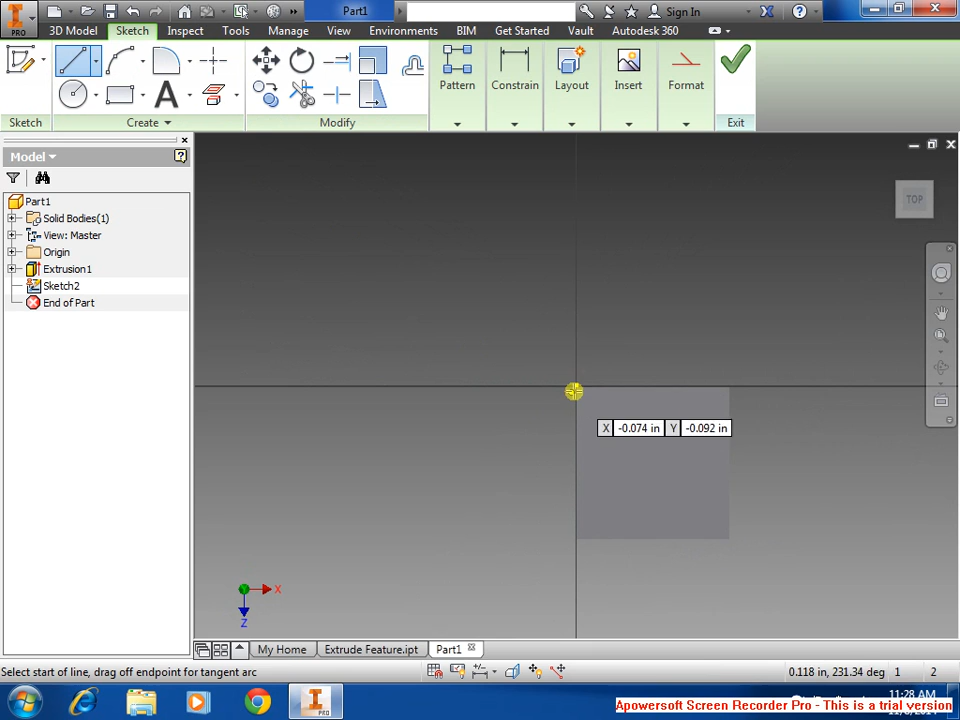 PRO
Part1
Sign In
3D Model Sketch Inspect Tools Manage View Environments BIM Get Started Vault Autodesk 360
A
Pattern Constrain Layout Insert Format
Sketch Create Modify Exit
Model
Part1
Solid Bodies(1)
View: Master
Origin
Extrusion1
Sketch2
End of Part
TOP
X -0.074 in Y -0.092 in
X
Z
My Home Extrude Feature.ipt Part1
Select start of line, drag off endpoint for tangent arc
0.118 in, 231.34 deg 1 2
PRO
11:28 AM
Apowersoft Screen Recorder Pro - This is a trial version